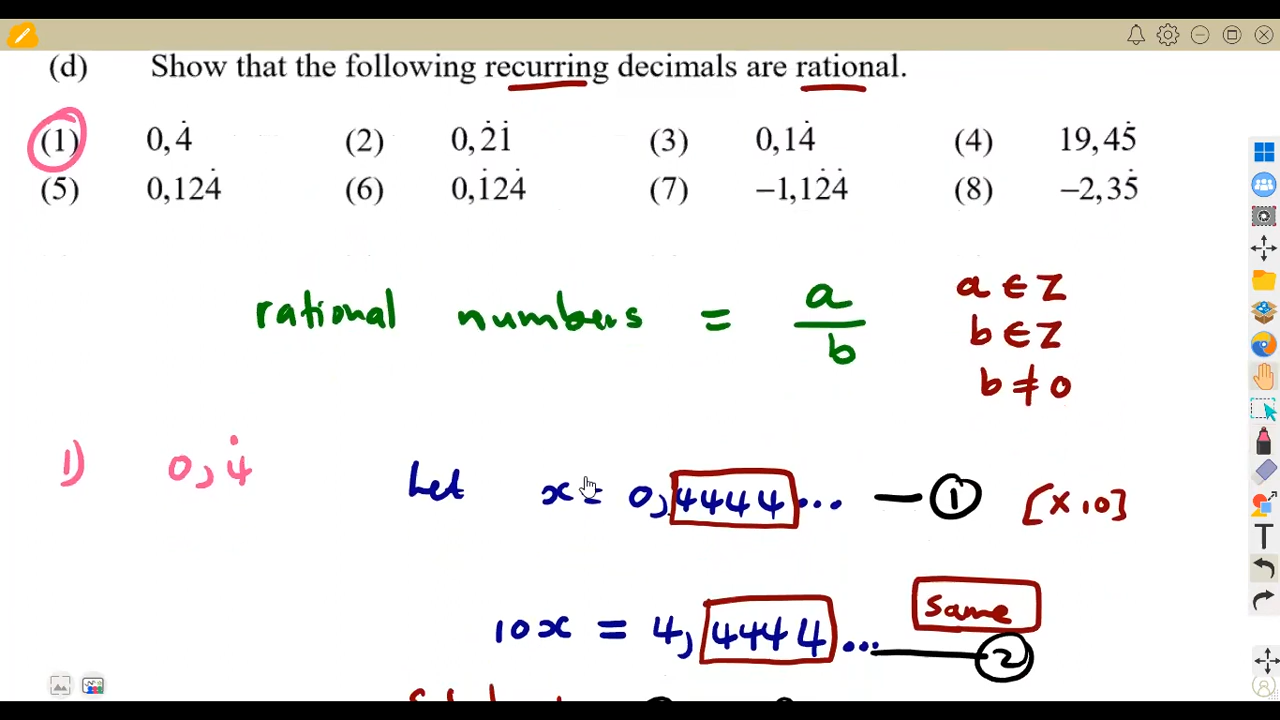 (d) Show that the following recurring decimals are rational.
(1) 0,4̇ (2) 0,2̇1̇ (3) 0,14̇ (4) 19,45̇
(5) 0,124̇ (6) 0,1̇24̇ (7) −1,12̇4̇ (8) −2,35̇
rational numbers = a/b
a ∈ Z
b ∈ Z
b ≠ 0
1) 0,4̇ Let x = 0,4444... — ① [×10]
10x = 4,4444... — ② same